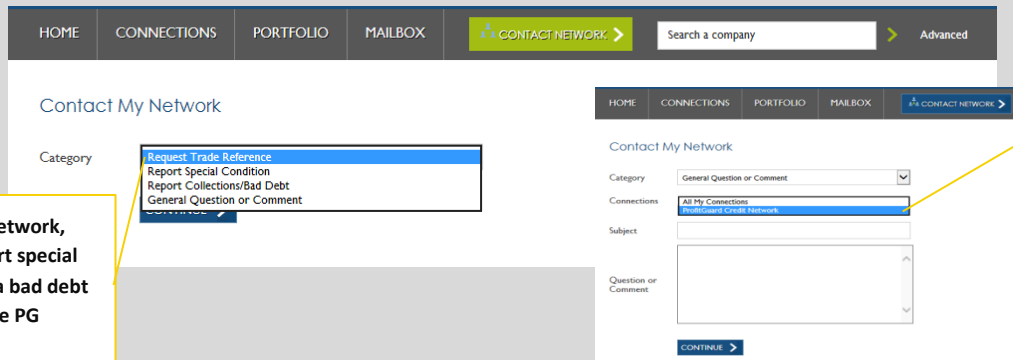 HOME CONNECTIONS PORTFOLIO MAILBOX CONTACT NETWORK Search a company Advanced
Contact My Network
Category
Request Trade Reference
Report Special Condition
Report Collections/Bad Debt
General Question or Comment
CONTINUE
etwork,
rt special
a bad debt
e PG
HOME CONNECTIONS PORTFOLIO MAILBOX CONTACT NETWORK
Contact My Network
Category General Question or Comment
Connections All My Connections
ProfitGuard Credit Network
Subject
Question or
Comment
CONTINUE